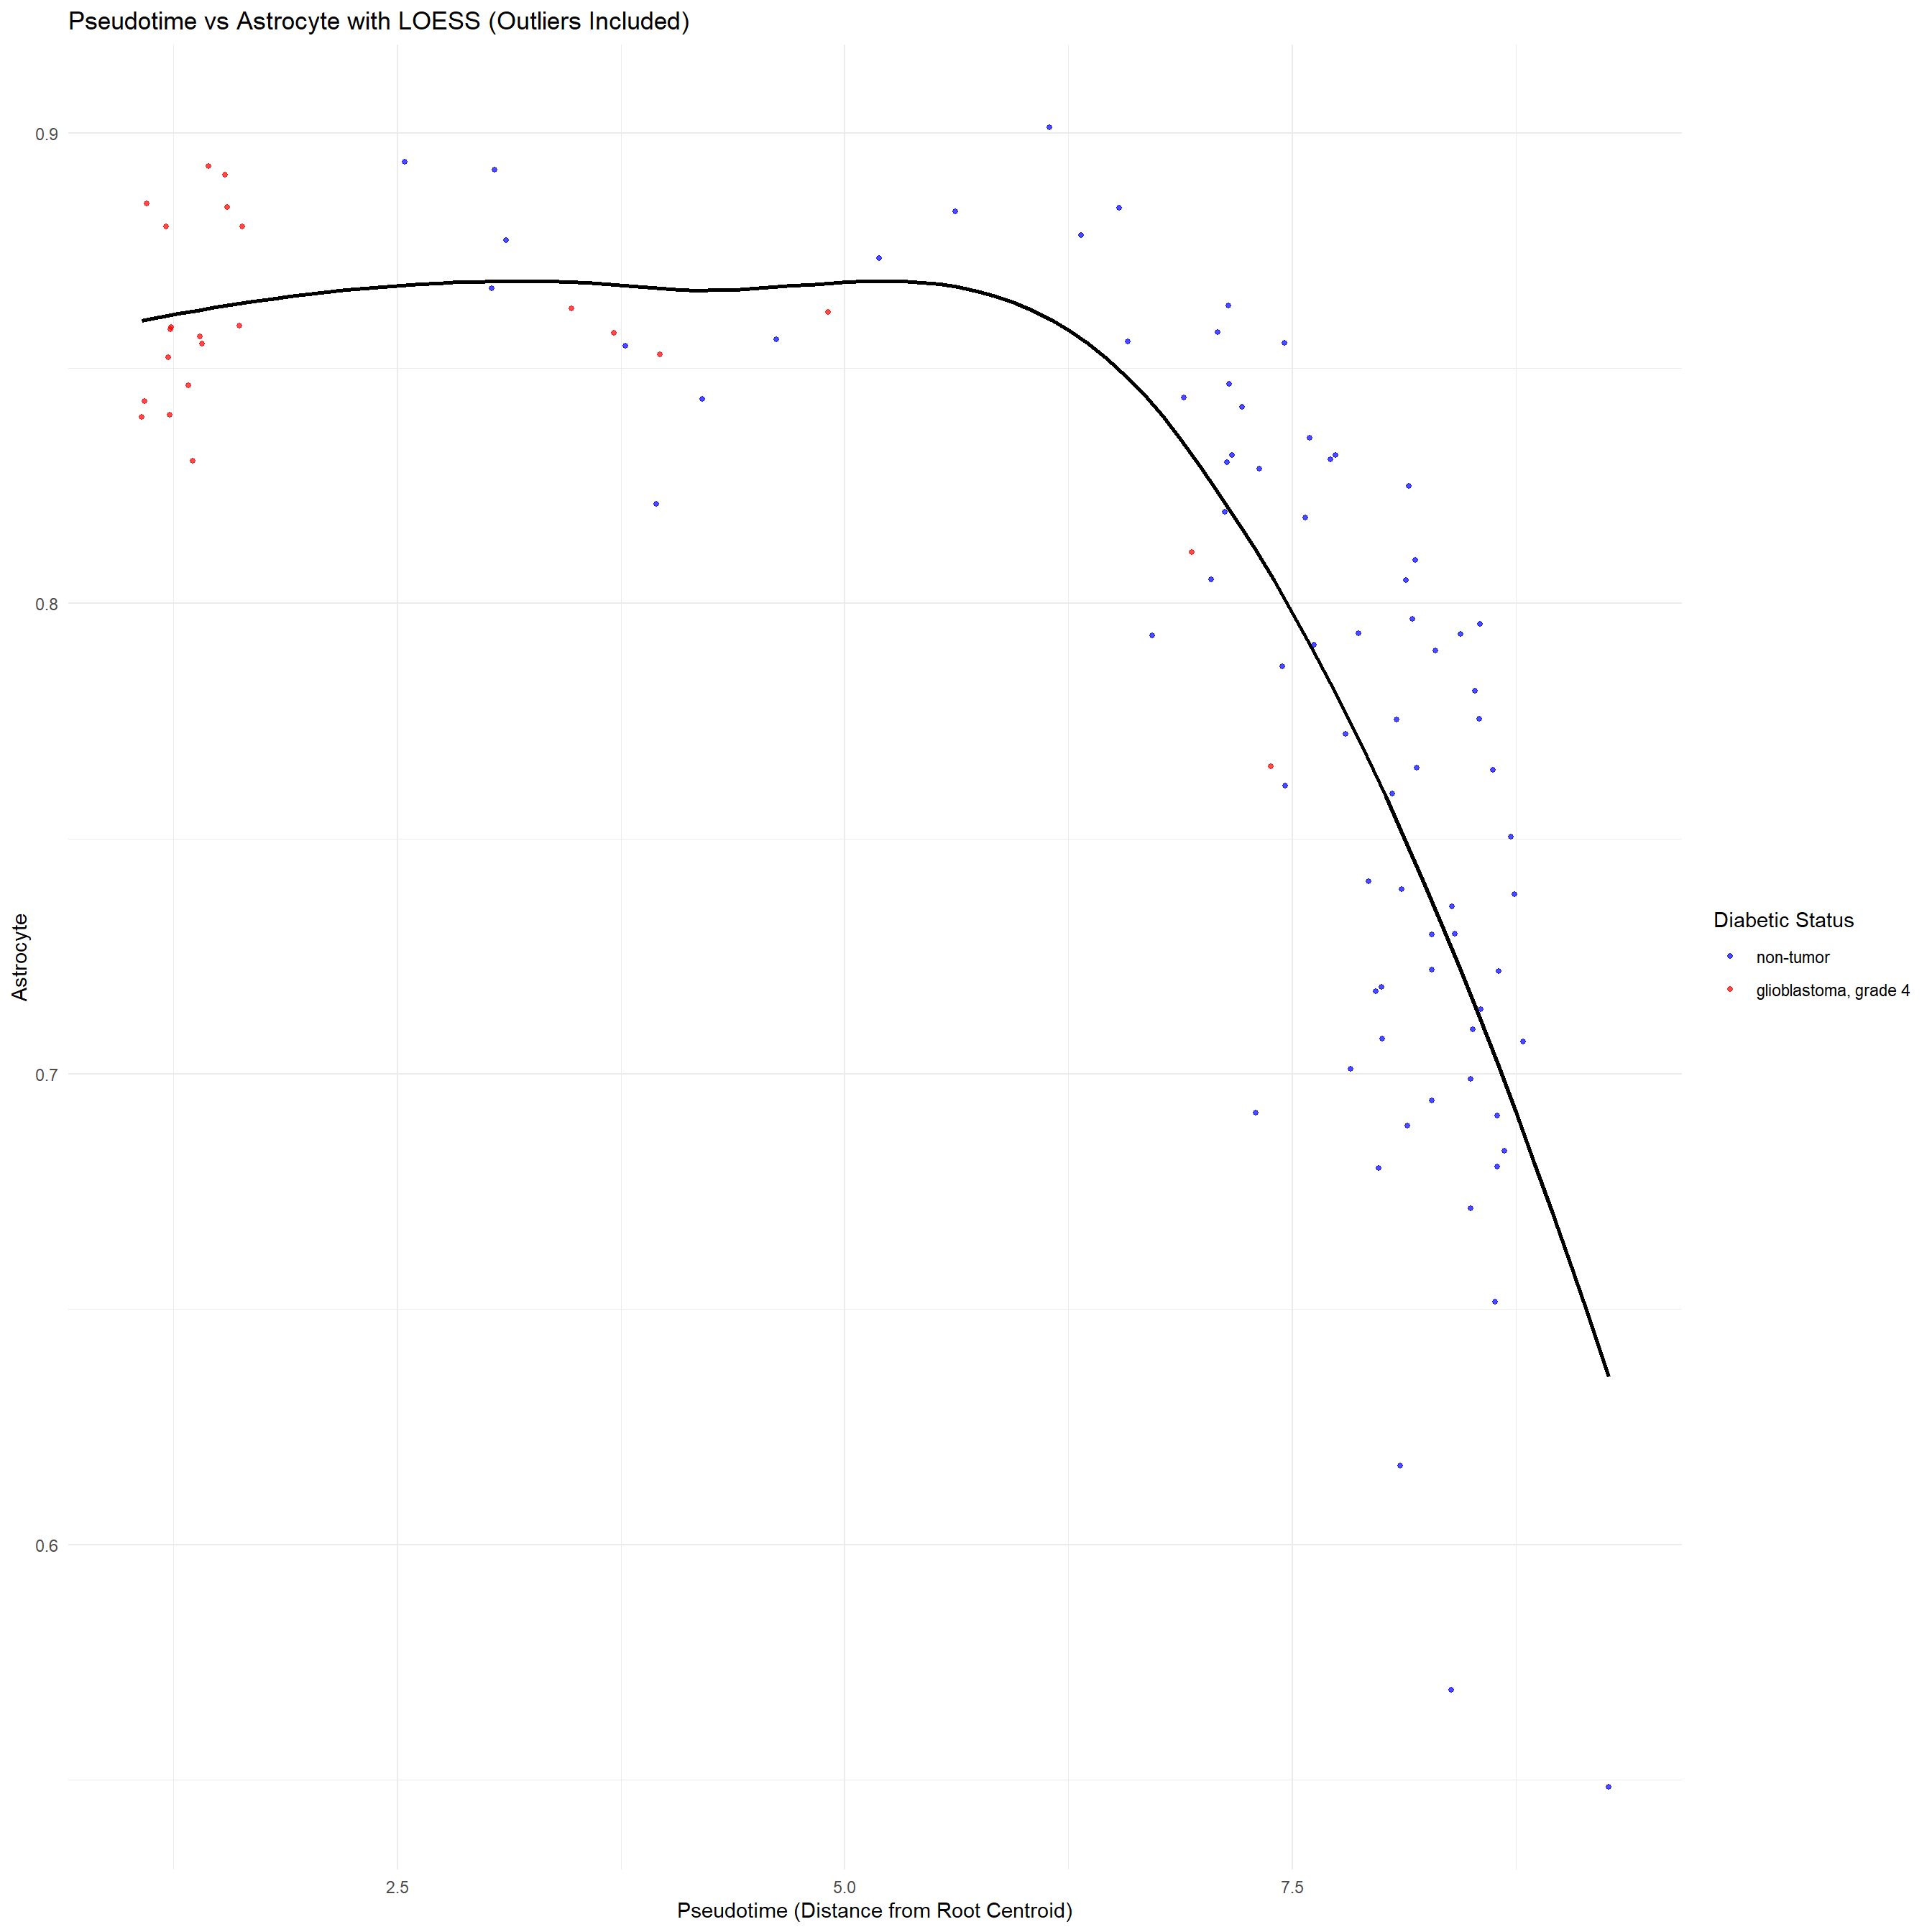 Pseudotime vs Astrocyte with LOESS (Outliers Included)
0.9
0.8
0.7
0.6
Astrocyte
2.5
5.0
7.5
Pseudotime (Distance from Root Centroid)
Diabetic Status
non-tumor
glioblastoma, grade 4